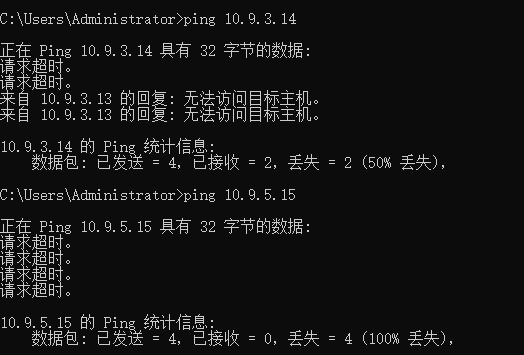 C:\Users\Administrator>ping 10.9.3.14
正在 Ping 10.9.3.14 具有 32 字节的数据:
请求超时。
请求超时。
来自 10.9.3.13 的回复: 无法访问目标主机。
来自 10.9.3.13 的回复: 无法访问目标主机。
10.9.3.14 的 Ping 统计信息:
数据包: 已发送 = 4, 已接收 = 2, 丢失 = 2 (50% 丢失),
C:\Users\Administrator>ping 10.9.5.15
正在 Ping 10.9.5.15 具有 32 字节的数据:
请求超时。
请求超时。
请求超时。
请求超时。
10.9.5.15 的 Ping 统计信息:
数据包: 已发送 = 4, 已接收 = 0, 丢失 = 4 (100% 丢失),